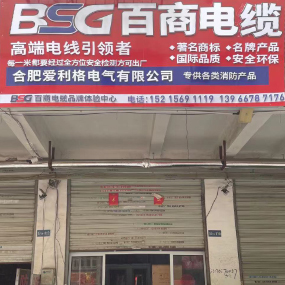 BSG百商电缆
高端电线引领者
·著名商标 ·名牌产品
·国际品质 ·安全环保
每一米都要经过全方位安全检测方可出厂
合肥爱利格电气有限公司
专供各类消防产品
BSG百商电缆品牌体验中心 电话:152 1569 1119 139 6678 7176